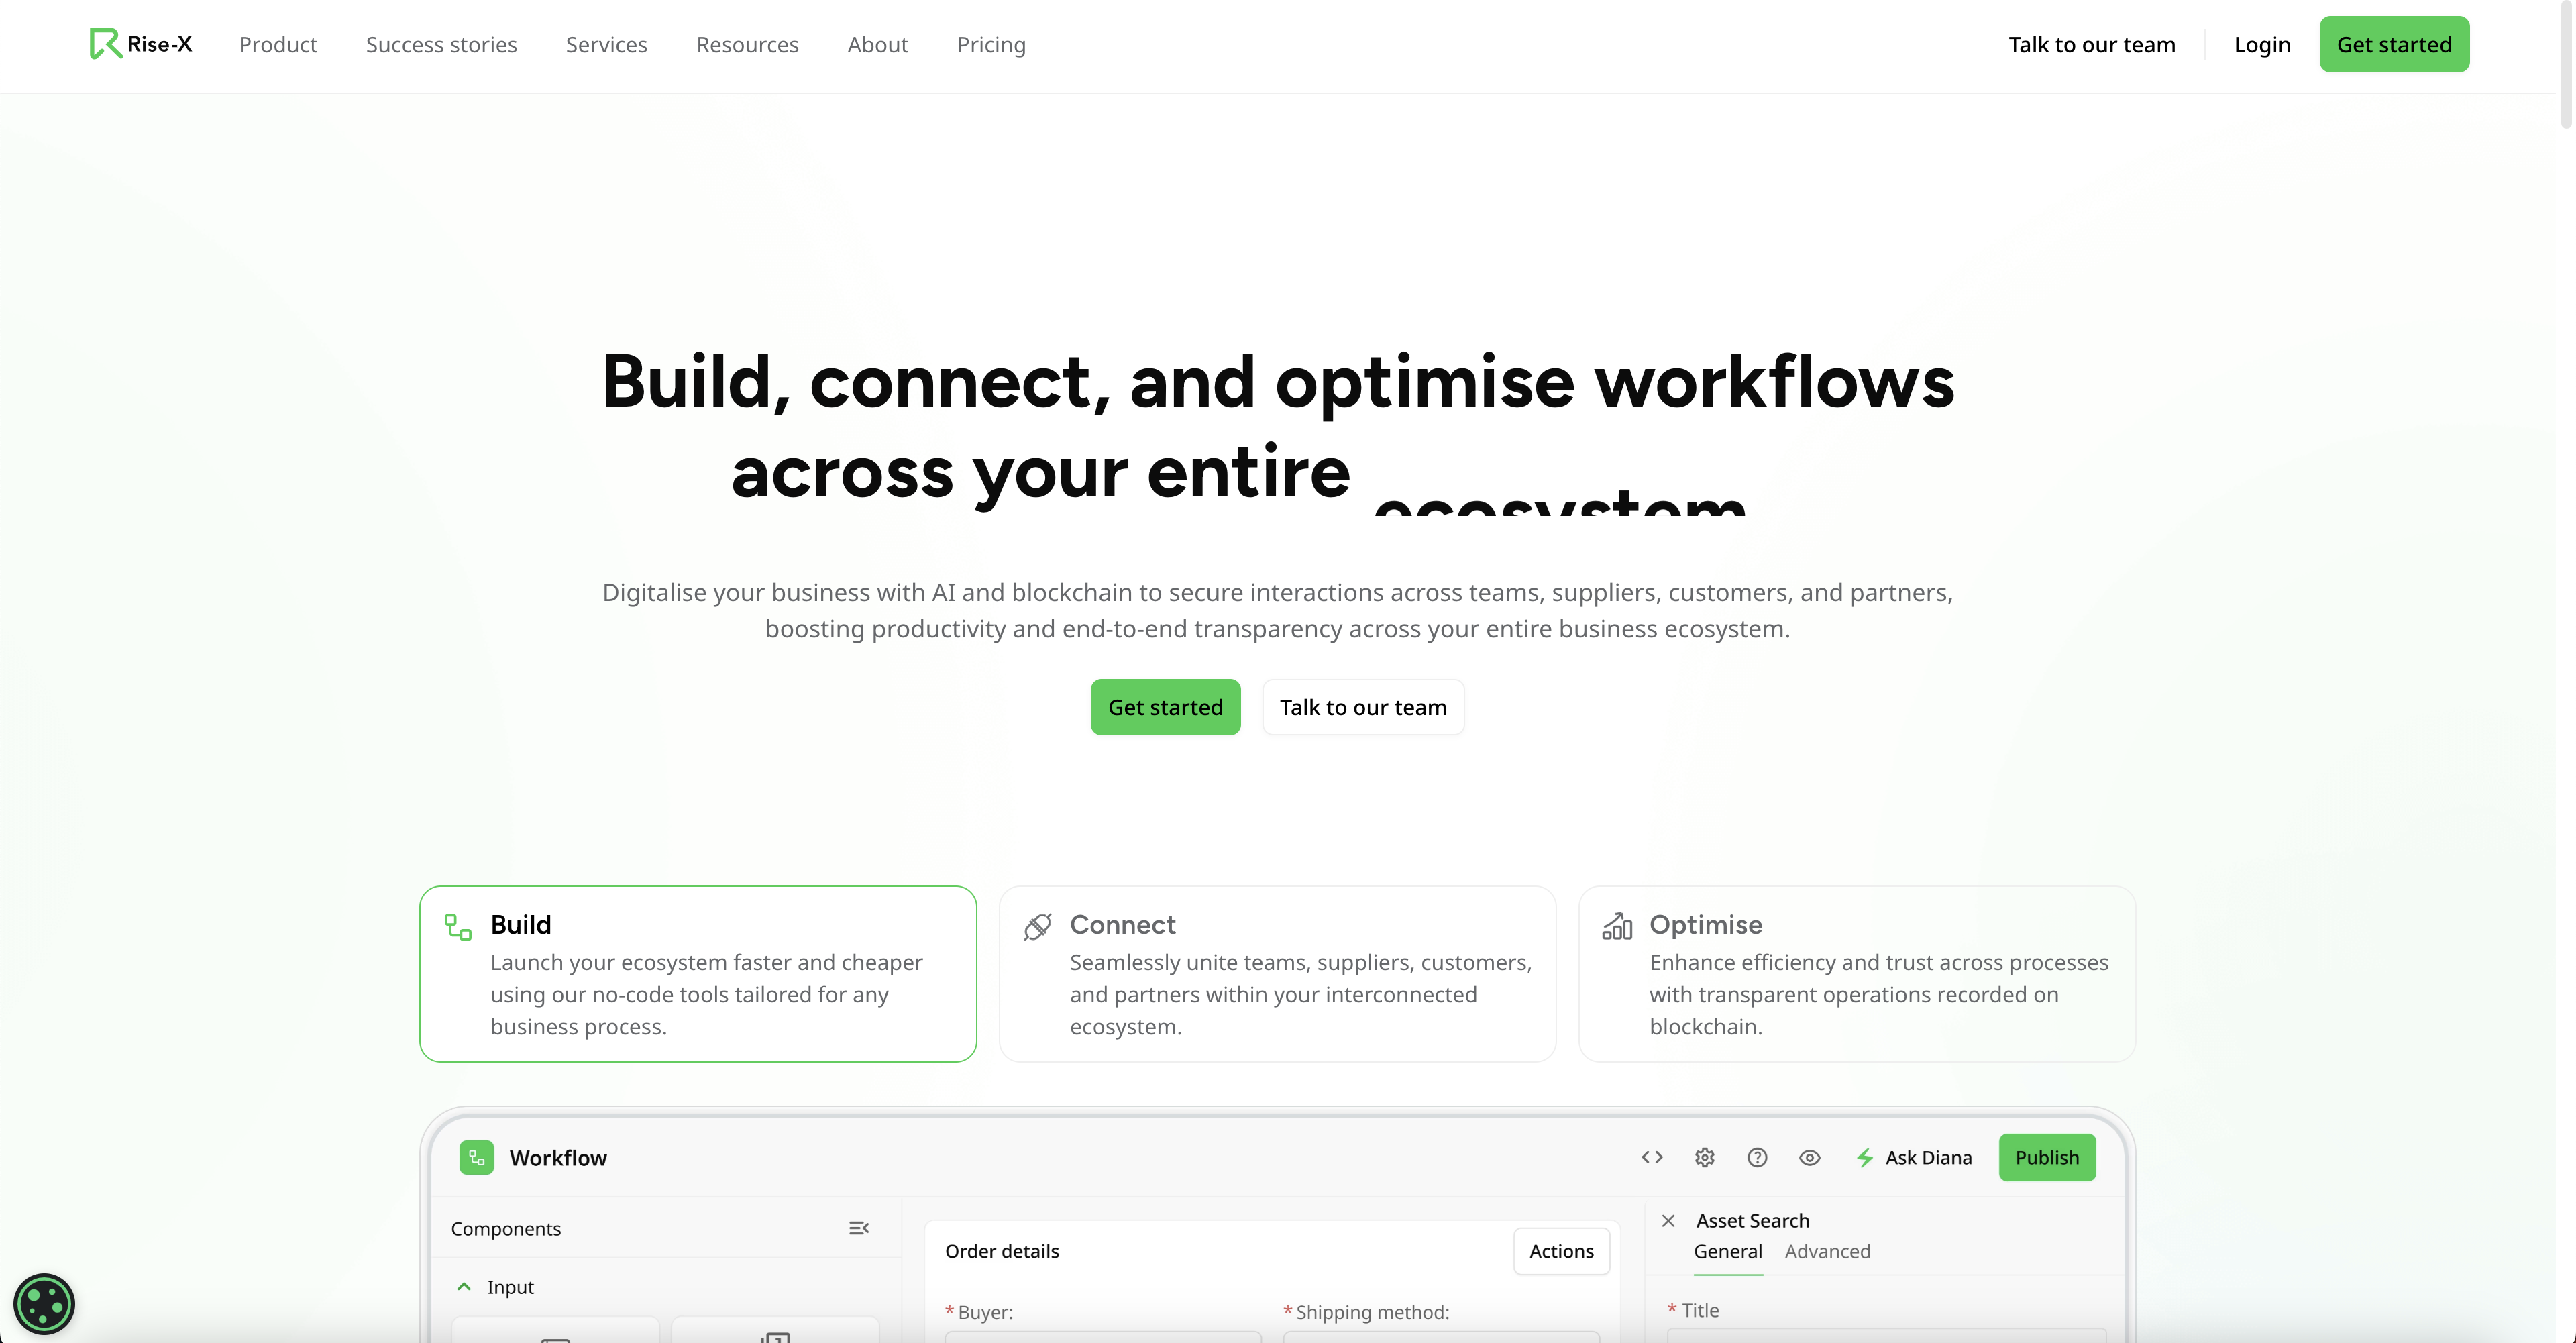 Rise-X
Product
Success stories
Services
Resources
About
Pricing
Talk to our team
Login
Get started
Build, connect, and optimise workflows
across your entire ecosystem
Digitalise your business with AI and blockchain to secure interactions across teams, suppliers, customers, and partners,
boosting productivity and end-to-end transparency across your entire business ecosystem.
Get started
Talk to our team
Build
Launch your ecosystem faster and cheaper
using our no-code tools tailored for any
business process.
Connect
Seamlessly unite teams, suppliers, customers,
and partners within your interconnected
ecosystem.
Optimise
Enhance efficiency and trust across processes
with transparent operations recorded on
blockchain.
Workflow
Ask Diana
Publish
Components
Input
Order details
Actions
* Buyer:
* Shipping method:
Asset Search
General
Advanced
* Title